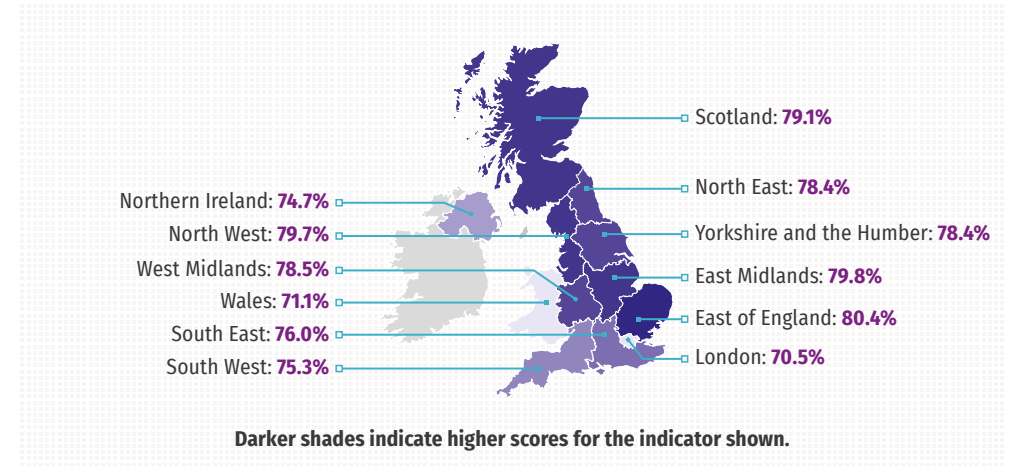 Scotland: 79.1%
North East: 78.4%
Northern Ireland: 74.7%
North West: 79.7%
Yorkshire and the Humber: 78.4%
West Midlands: 78.5%
East Midlands: 79.8%
Wales: 71.1%
East of England: 80.4%
South East: 76.0%
London: 70.5%
South West: 75.3%
Darker shades indicate higher scores for the indicator shown.